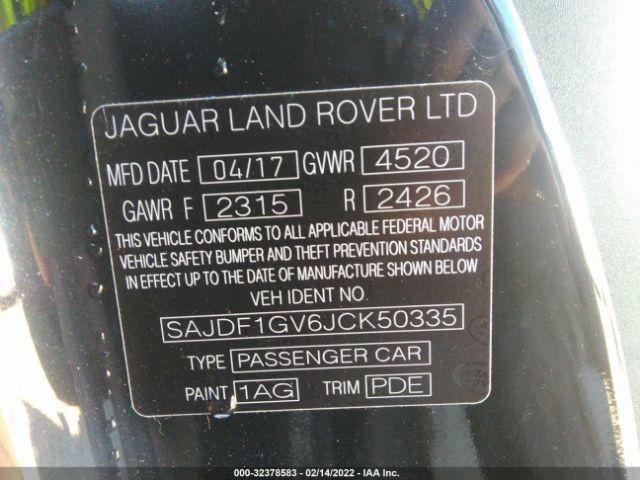 JAGUAR LAND ROVER LTD
MFD DATE 04/17 GVWR 4520
GAWR F 2315 R 2426
THIS VEHICLE CONFORMS TO ALL APPLICABLE FEDERAL MOTOR
VEHICLE SAFETY BUMPER AND THEFT PREVENTION STANDARDS
IN EFFECT UP TO THE DATE OF MANUFACTURE SHOWN BELOW
VEH IDENT NO.
SAJDF1GV6JCK50335
TYPE PASSENGER CAR
PAINT 1AG TRIM PDE
000-32378583 - 02/14/2022 - IAA Inc.